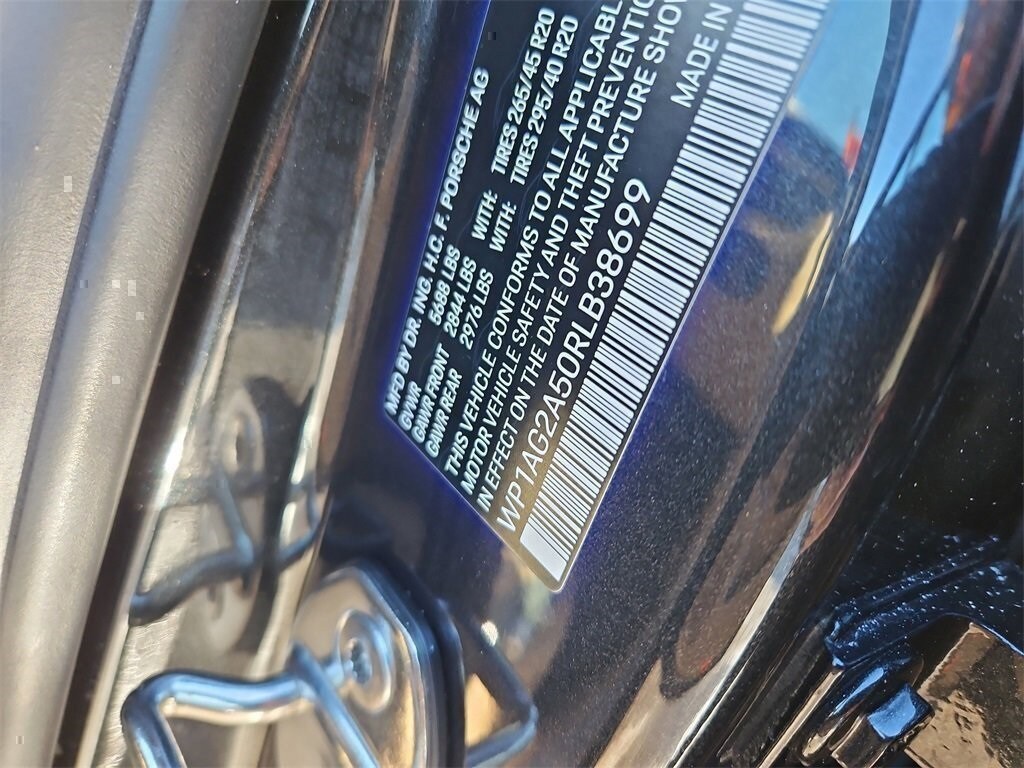 MFD BY DR. ING. H.C. F. PORSCHE AG
GVWR 5688 LBS
GAWR FRONT 2844 LBS WITH: TIRES 265/45 R20
GAWR REAR 2976 LBS WITH: TIRES 295/40 R20
THIS VEHICLE CONFORMS TO ALL APPLICABLE
MOTOR VEHICLE SAFETY AND THEFT PREVENTIO
IN EFFECT ON THE DATE OF MANUFACTURE SHOW
WP1AG2A50RLB38699 MADE IN